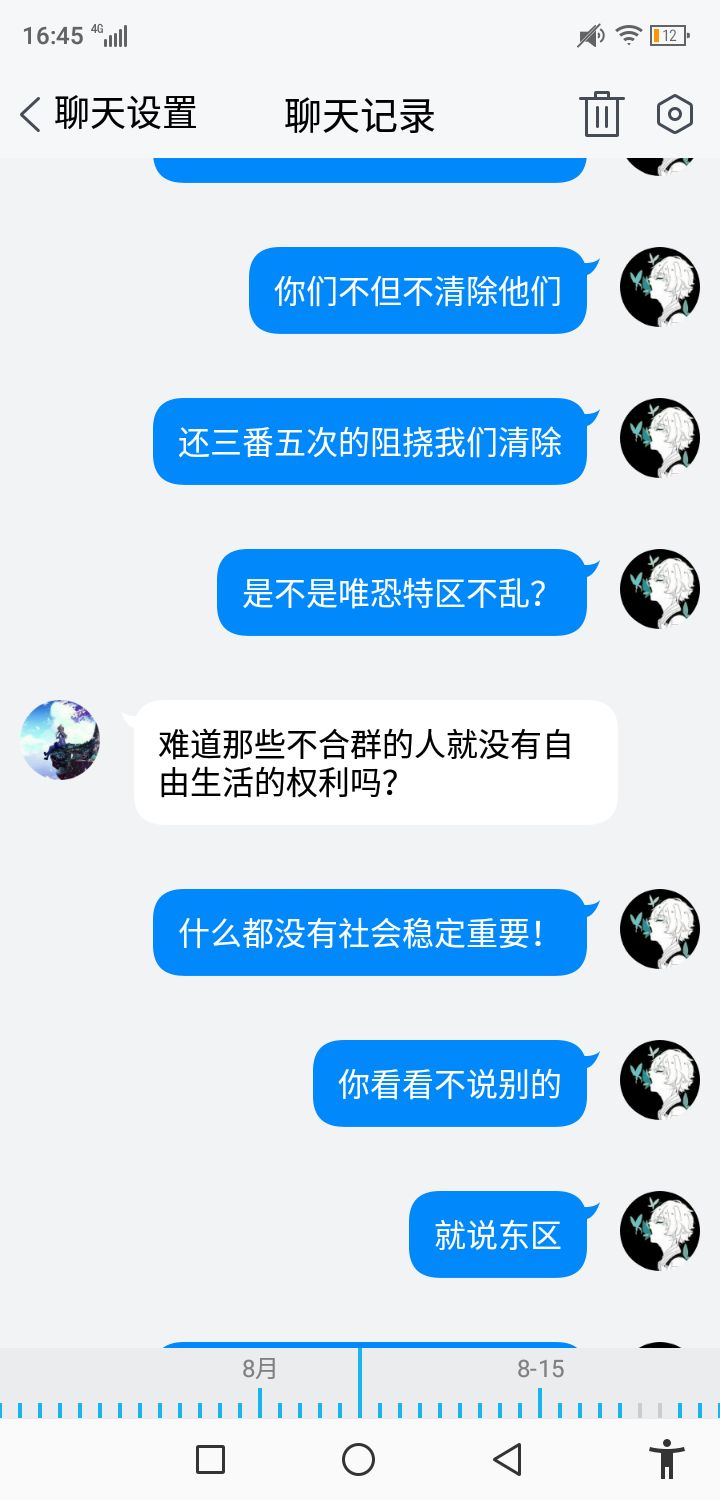 16:45 4G 12
聊天设置 聊天记录
你们不但不清除他们
还三番五次的阻挠我们清除
是不是唯恐特区不乱?
难道那些不合群的人就没有自
由生活的权利吗?
什么都没有社会稳定重要!
你看看不说别的
就说东区
8月 8-15